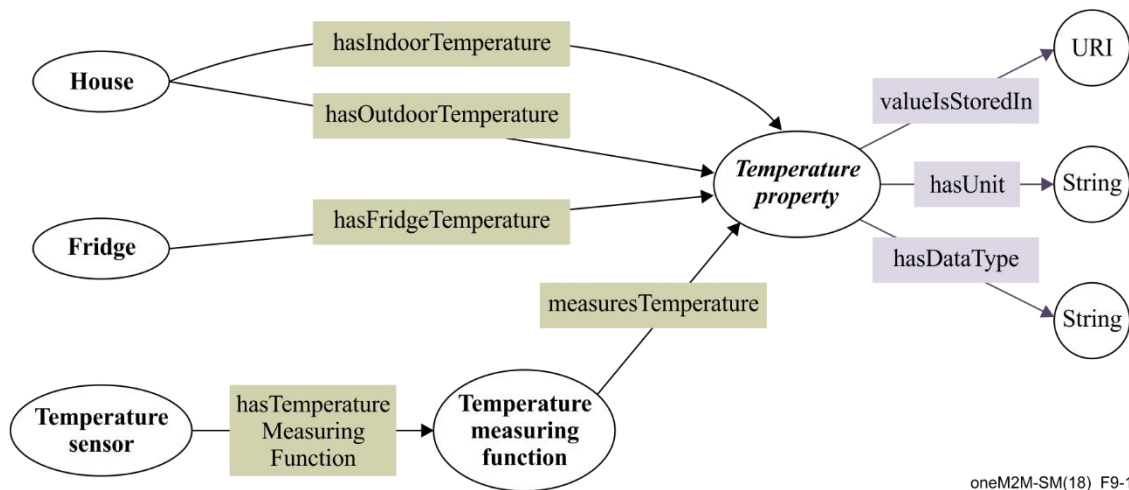 hasIndoorTemperature
House
hasOutdoorTemperature
URI
valueIsStoredIn
Temperature
property
hasUnit
String
Fridge
hasFridgeTemperature
hasDataType
String
measuresTemperature
Temperature
sensor
hasTemperature
Measuring
Function
Temperature
measuring
function
oneM2M-SM(18)_F9-1